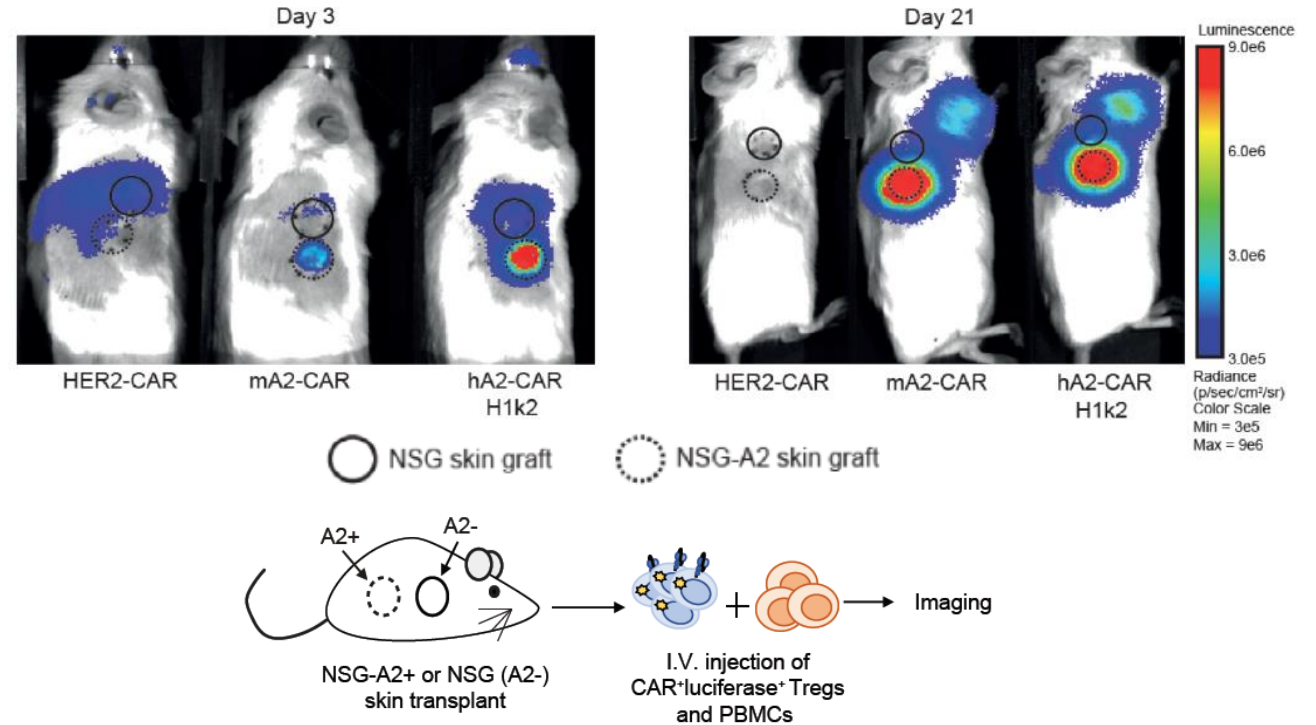 Day 3
Day 21
Luminescence
9.0e6
6.0e6
3.0e6
3.0e5
Radiance
(p/sec/cm²/sr)
Color Scale
Min = 3e5
Max = 9e6
HER2-CAR
mA2-CAR
hA2-CAR
H1k2
HER2-CAR
mA2-CAR
hA2-CAR
H1k2
NSG skin graft
NSG-A2 skin graft
A2+
A2-
NSG-A2+ or NSG (A2-)
skin transplant
+
I.V. injection of
CAR⁺luciferase⁺ Tregs
and PBMCs
Imaging